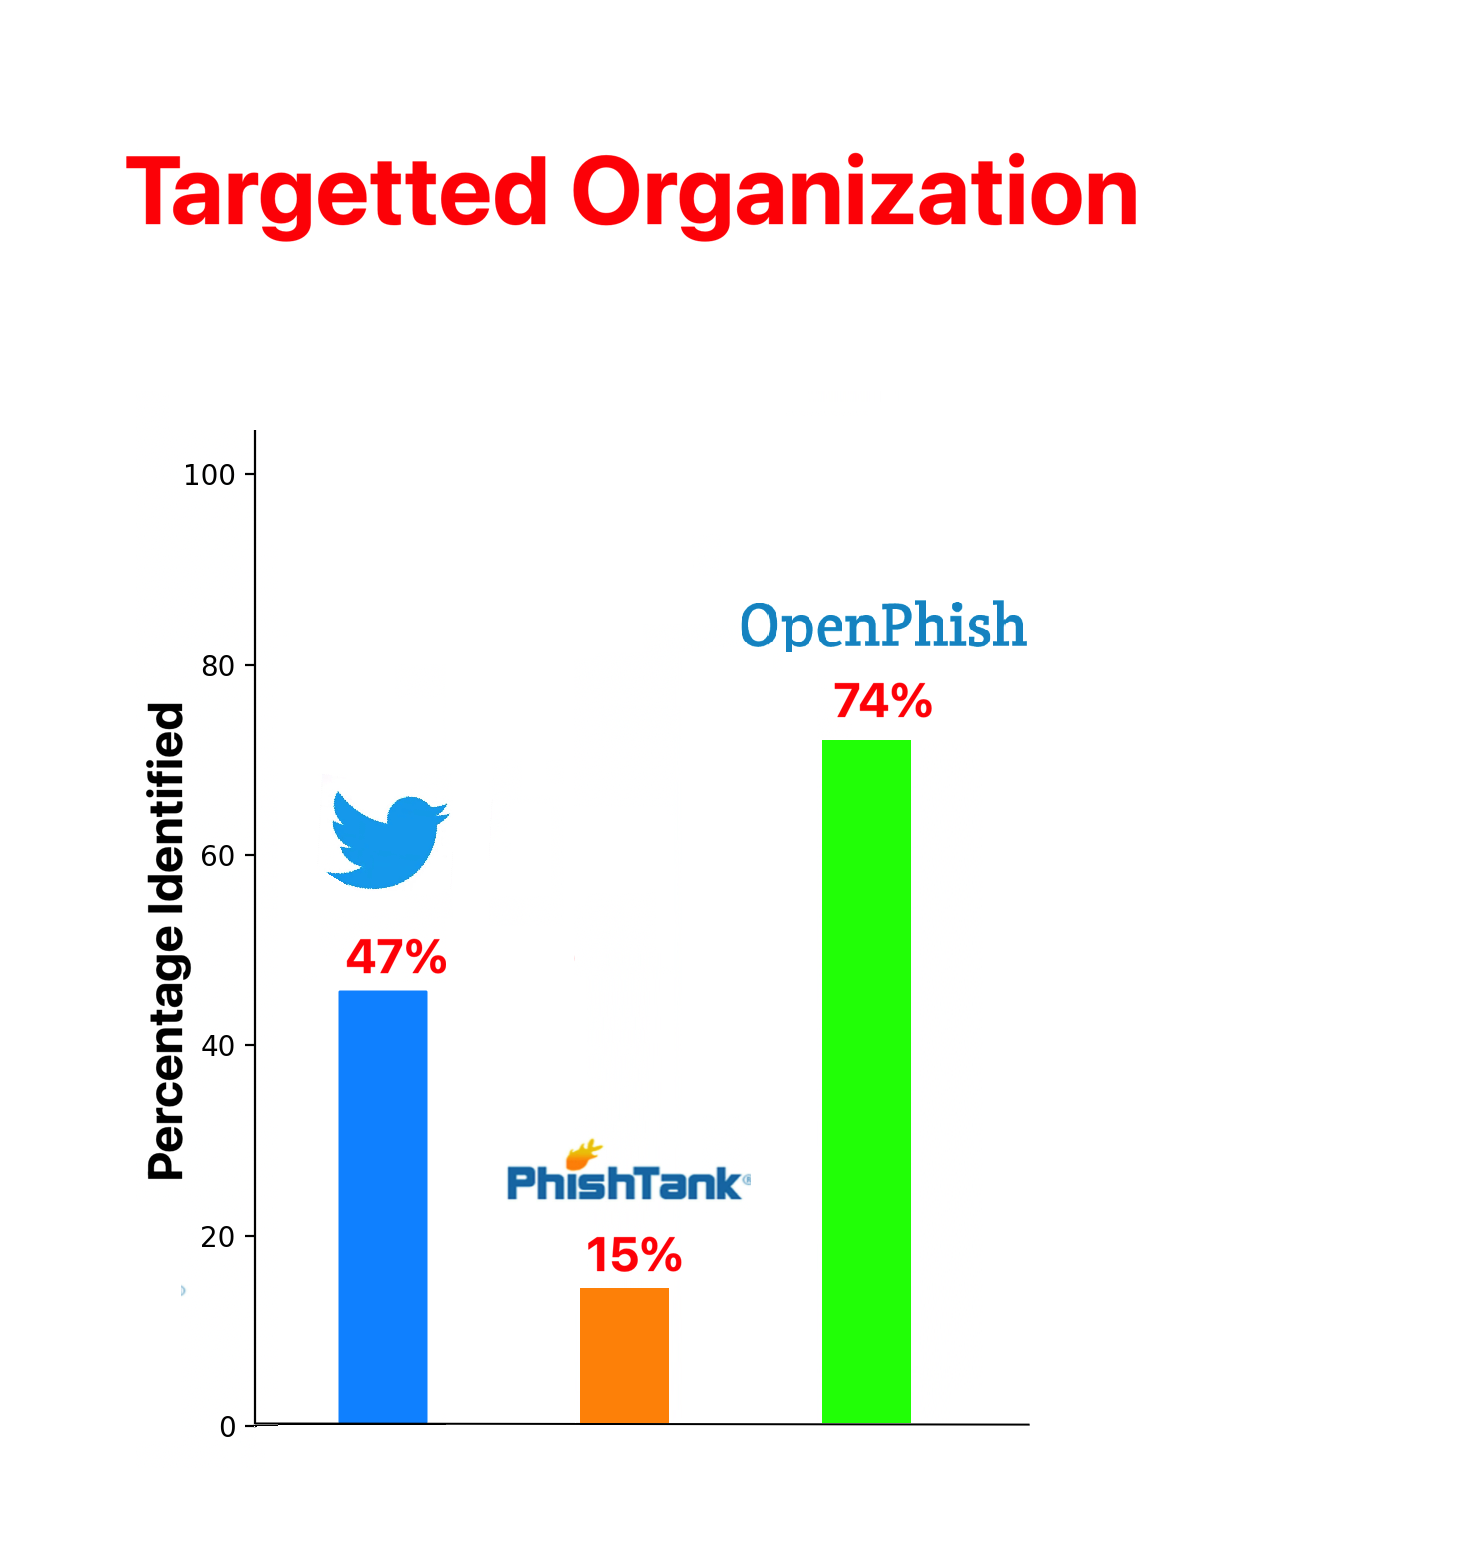 Targetted Organization
100
OpenPhish
80
74%
Percentage Identified
60
47%
40
PhishTank®
20
15%
0